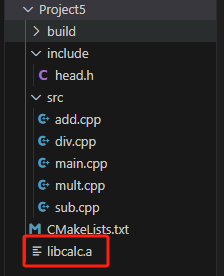 Project5
build
include
head.h
src
add.cpp
div.cpp
main.cpp
mult.cpp
sub.cpp
CMakeLists.txt
libcalc.a